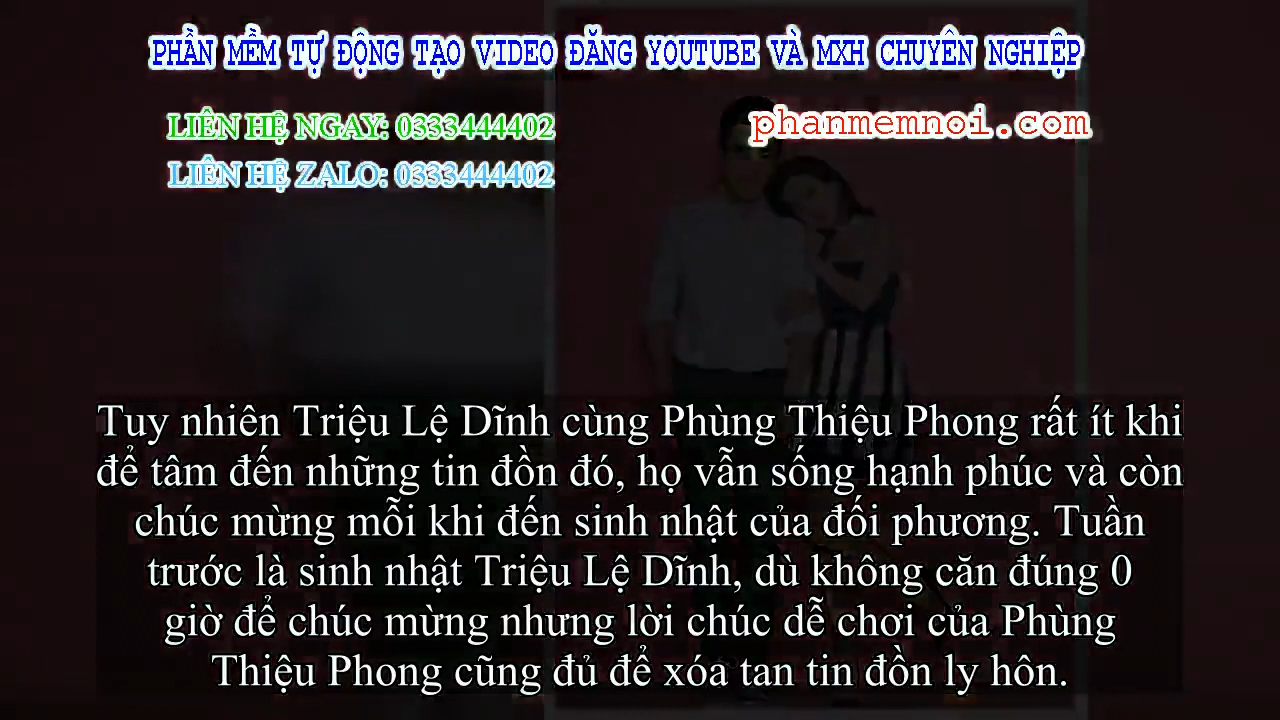 PHẦN MỀM TỰ ĐỘNG TẠO VIDEO ĐĂNG YOUTUBE VÀ MXH CHUYÊN NGHIỆP
LIÊN HỆ NGAY: 0333444402
phanmemnoi.com
LIÊN HỆ ZALO: 0333444402
Tuy nhiên Triệu Lệ Dĩnh cùng Phùng Thiệu Phong rất ít khi
để tâm đến những tin đồn đó, họ vẫn sống hạnh phúc và còn
chúc mừng mỗi khi đến sinh nhật của đối phương. Tuần
trước là sinh nhật Triệu Lệ Dĩnh, dù không căn đúng 0
giờ để chúc mừng nhưng lời chúc dễ chơi của Phùng
Thiệu Phong cũng đủ để xóa tan tin đồn ly hôn.